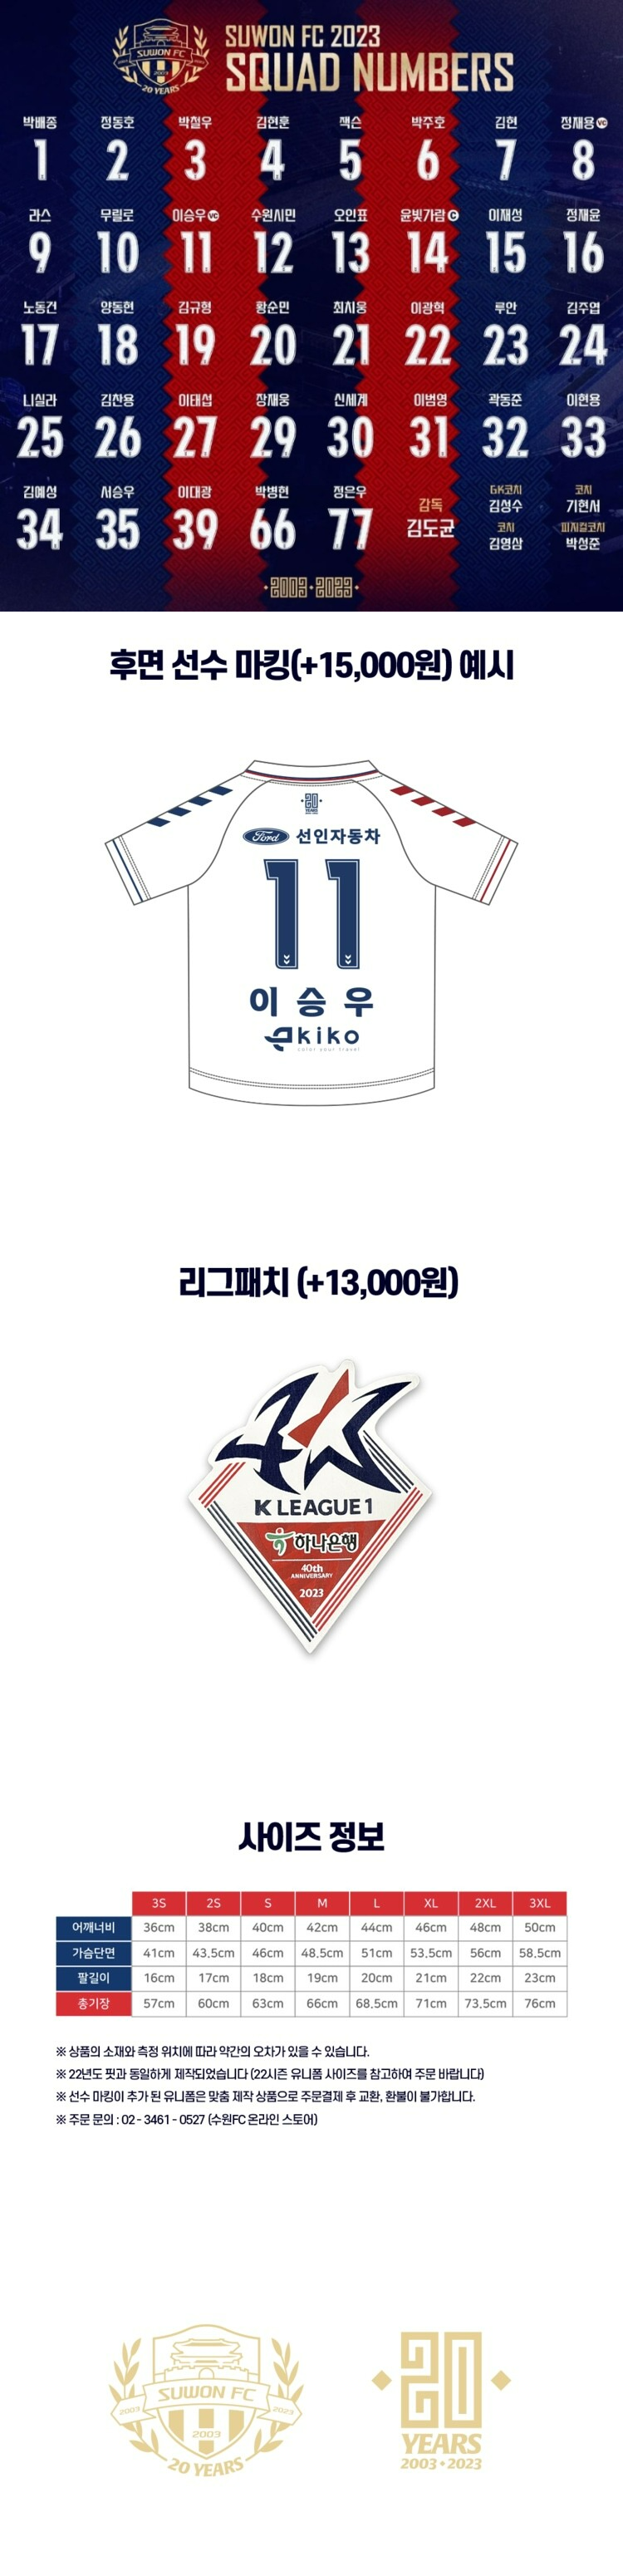 SUWON FC
2003
20 YEARS
SUWON FC 2023
SQUAD NUMBERS
박배종 정동호 박철우 김현훈 잭슨 박주호 김현 정재용 VC
1 2 3 4 5 6 7 8
라스 무릴로 이승우 VC 수원시민 오인표 윤빛가람 C 이재성 정재윤
9 10 11 12 13 14 15 16
노동건 양동현 김규형 황순민 최치웅 이광혁 루안 김주엽
17 18 19 20 21 22 23 24
니실라 김찬용 이태섭 장재웅 신세계 이범영 곽동준 이현용
25 26 27 29 30 31 32 33
김예성 서승우 이대광 박병현 정은우
34 35 39 66 77
감독
김도균
GK코치
김성수
코치
김영삼
코치
기현서
피지컬코치
박성준
2003·2023
후면 선수 마킹(+15,000원) 예시
20
YEARS
Ford 선인자동차
11
이승우
akiko
color your travel
리그패치 (+13,000원)
K LEAGUE 1
하나은행
40th
ANNIVERSARY
2023
사이즈 정보
3S 2S S M L XL 2XL 3XL
어깨너비 36cm 38cm 40cm 42cm 44cm 46cm 48cm 50cm
가슴단면 41cm 43.5cm 46cm 48.5cm 51cm 53.5cm 56cm 58.5cm
팔길이 16cm 17cm 18cm 19cm 20cm 21cm 22cm 23cm
총기장 57cm 60cm 63cm 66cm 68.5cm 71cm 73.5cm 76cm
※ 상품의 소재와 측정 위치에 따라 약간의 오차가 있을 수 있습니다.
※ 22년도 핏과 동일하게 제작되었습니다 (22시즌 유니폼 사이즈를 참고하여 주문 바랍니다)
※ 선수 마킹이 추가 된 유니폼은 맞춤 제작 상품으로 주문결제 후 교환, 환불이 불가합니다.
※ 주문 문의 : 02 - 3461 - 0527 (수원FC 온라인 스토어)
SUWON FC
2003 2023
2003
20 YEARS
20
YEARS
2003·2023